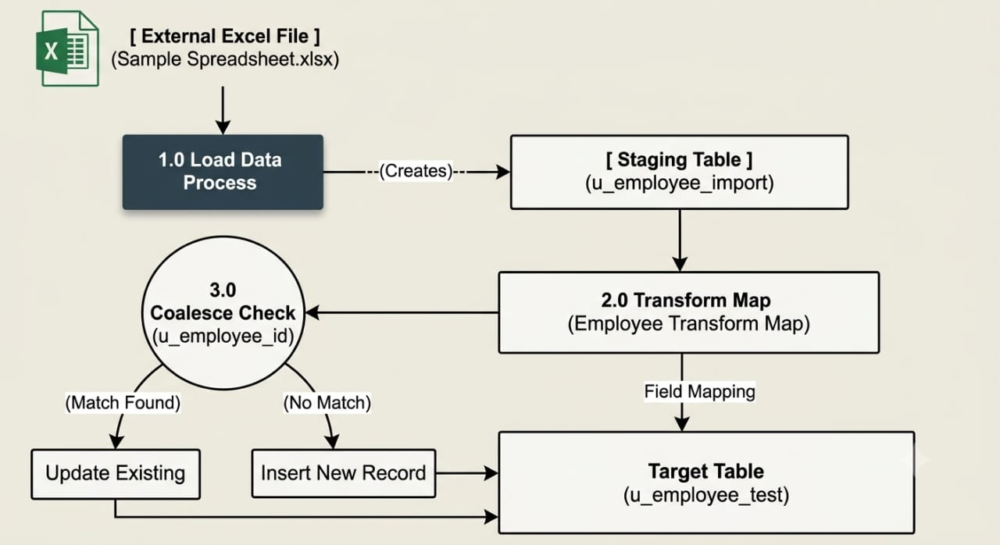 X
[ External Excel File ]
(Sample Spreadsheet.xlsx)
1.0 Load Data
Process
(Creates)
[ Staging Table ]
(u_employee_import)
3.0
Coalesce Check
(u_employee_id)
2.0 Transform Map
(Employee Transform Map)
(Match Found)
(No Match)
Field Mapping
Update Existing
Insert New Record
Target Table
(u_employee_test)